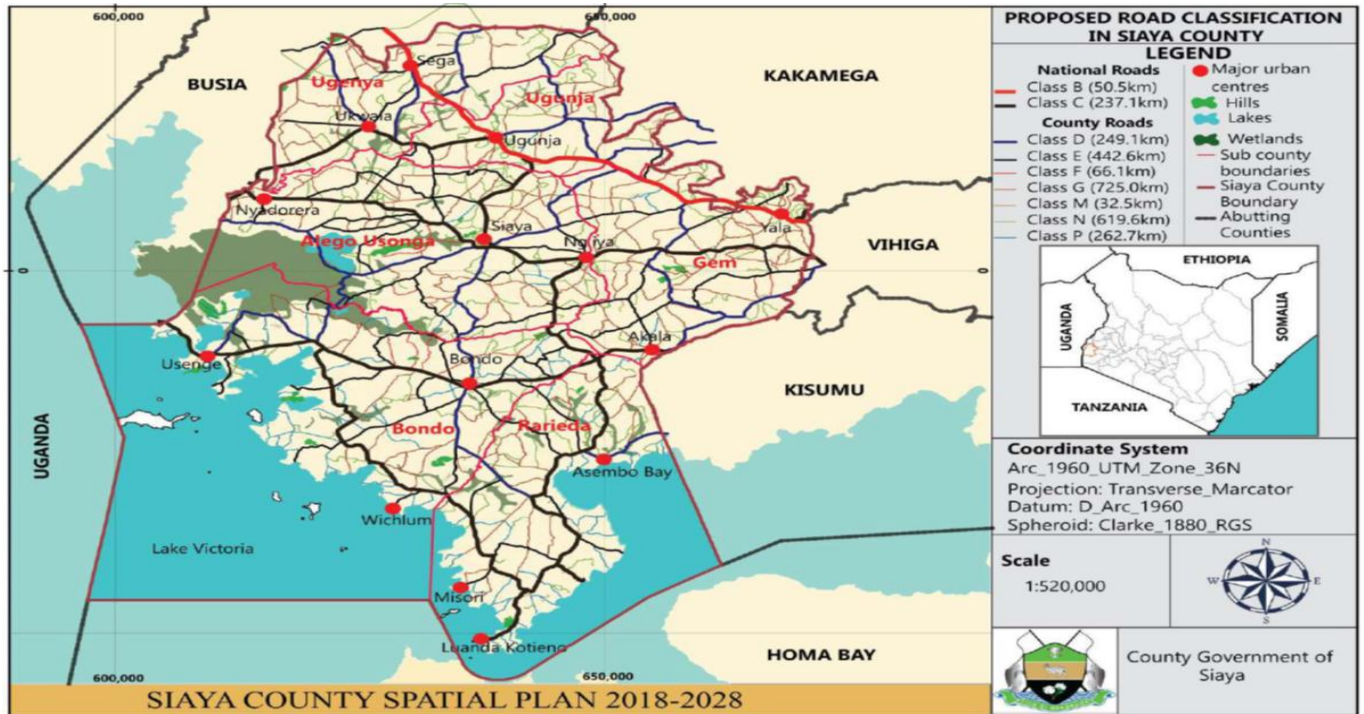 600,000
650,000
BUSIA
KAKAMEGA
Sega
Ugenya
Ugunja
Ukwala
Ugunja
Nyadorera
Yala
Siaya
Alego Usonga
Ng'iya
VIHIGA
Gem
0
0
Akala
Usenge
Bondo
KISUMU
UGANDA
Bondo
Rarieda
Asembo Bay
Wichlum
Lake Victoria
Misori
Luanda Kotieno
HOMA BAY
600,000
650,000
SIAYA COUNTY SPATIAL PLAN 2018-2028
PROPOSED ROAD CLASSIFICATION
IN SIAYA COUNTY
LEGEND
National Roads
Class B (50.5km)
Class C (237.1km)
County Roads
Class D (249.1km)
Class E (442.6km)
Class F (66.1km)
Class G (725.0km)
Class M (32.5km)
Class N (619.6km)
Class P (262.7km)
Major urban
centres
Hills
Lakes
Wetlands
Sub county
boundaries
Siaya County
Boundary
Abutting
Counties
ETHIOPIA
UGANDA
SOMALIA
TANZANIA
Coordinate System
Arc_1960_UTM_Zone_36N
Projection: Transverse_Marcator
Datum: D_Arc_1960
Spheroid: Clarke_1880_RGS
Scale
1:520,000
N
W
E
S
County Government of
Siaya